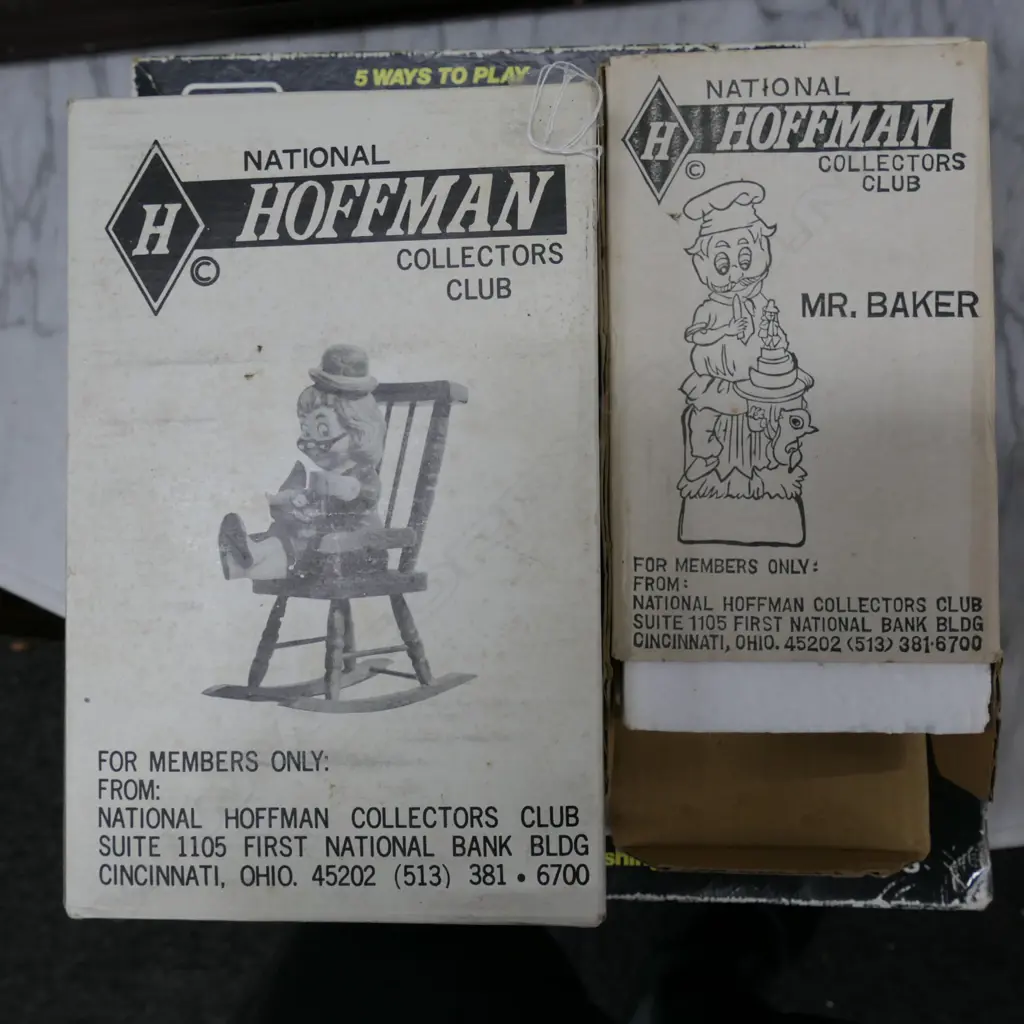 5 WAYS TO PLAY
NATIONAL
H HOFFMAN
©
COLLECTORS
CLUB
FOR MEMBERS ONLY:
FROM:
NATIONAL HOFFMAN COLLECTORS CLUB
SUITE 1105 FIRST NATIONAL BANK BLDG
CINCINNATI, OHIO. 45202 (513) 381 • 6700
NATIONAL
H HOFFMAN
©
COLLECTORS
CLUB
MR. BAKER
FOR MEMBERS ONLY:
FROM:
NATIONAL HOFFMAN COLLECTORS CLUB
SUITE 1105 FIRST NATIONAL BANK BLDG
CINCINNATI, OHIO. 45202 (513) 381·6700